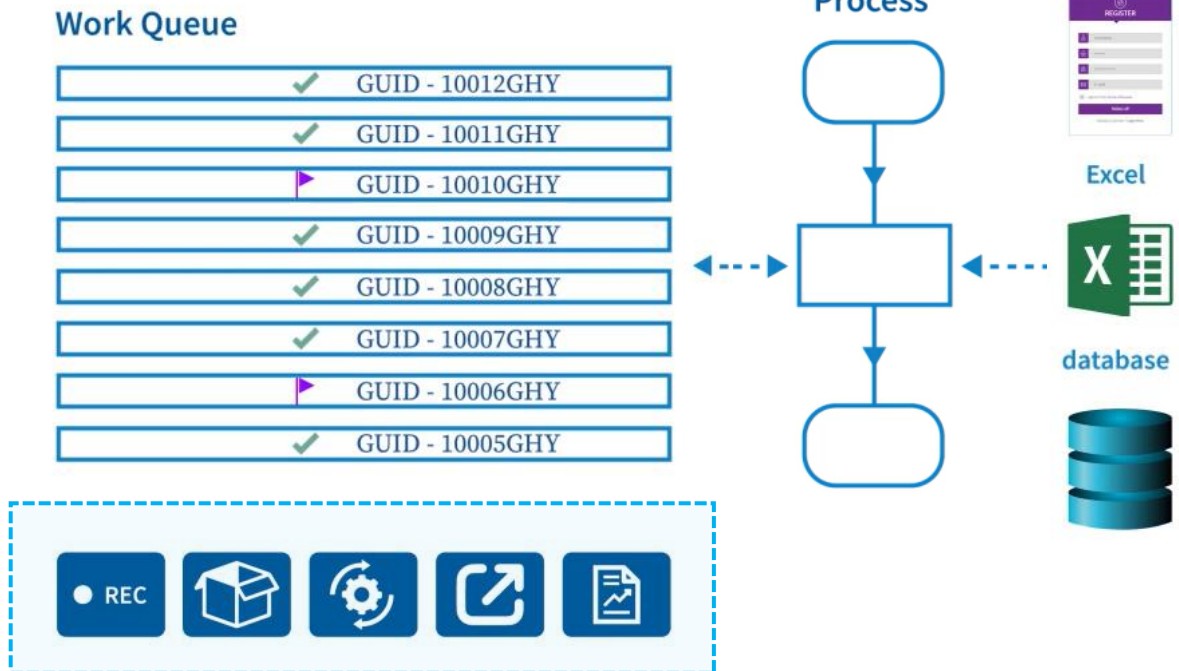 Work Queue
GUID - 10012GHY
GUID - 10011GHY
GUID - 10010GHY
GUID - 10009GHY
GUID - 10008GHY
GUID - 10007GHY
GUID - 10006GHY
GUID - 10005GHY
REC
Process
REGISTER
Excel
X
database